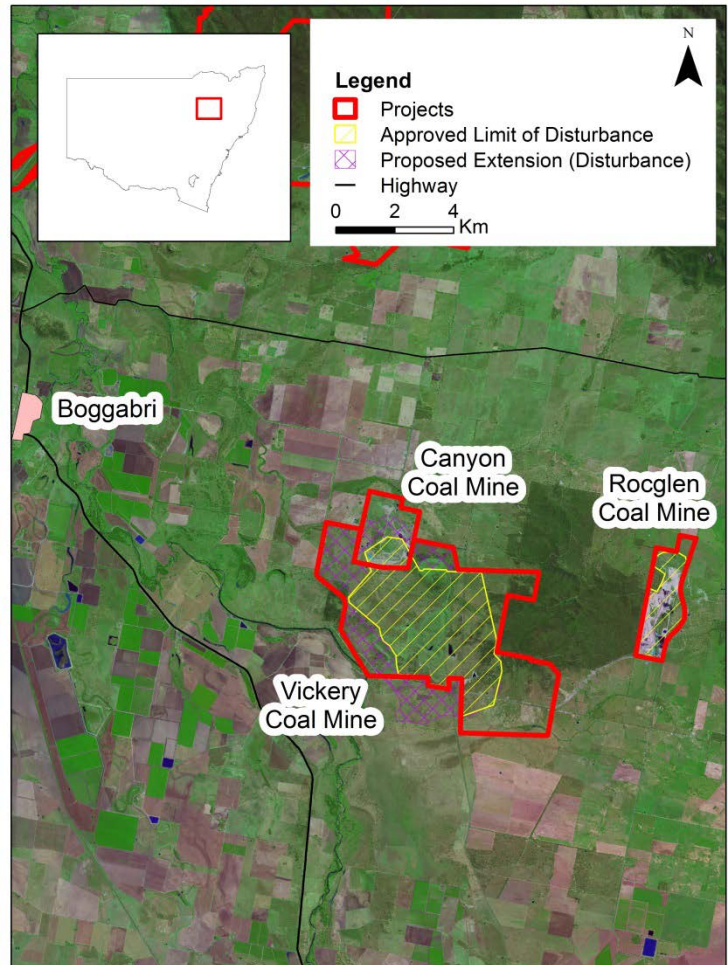 N
Legend
Projects
Approved Limit of Disturbance
Proposed Extension (Disturbance)
Highway
0 2 4
Km
Boggabri
Canyon
Coal Mine
Rocglen
Coal Mine
Vickery
Coal Mine